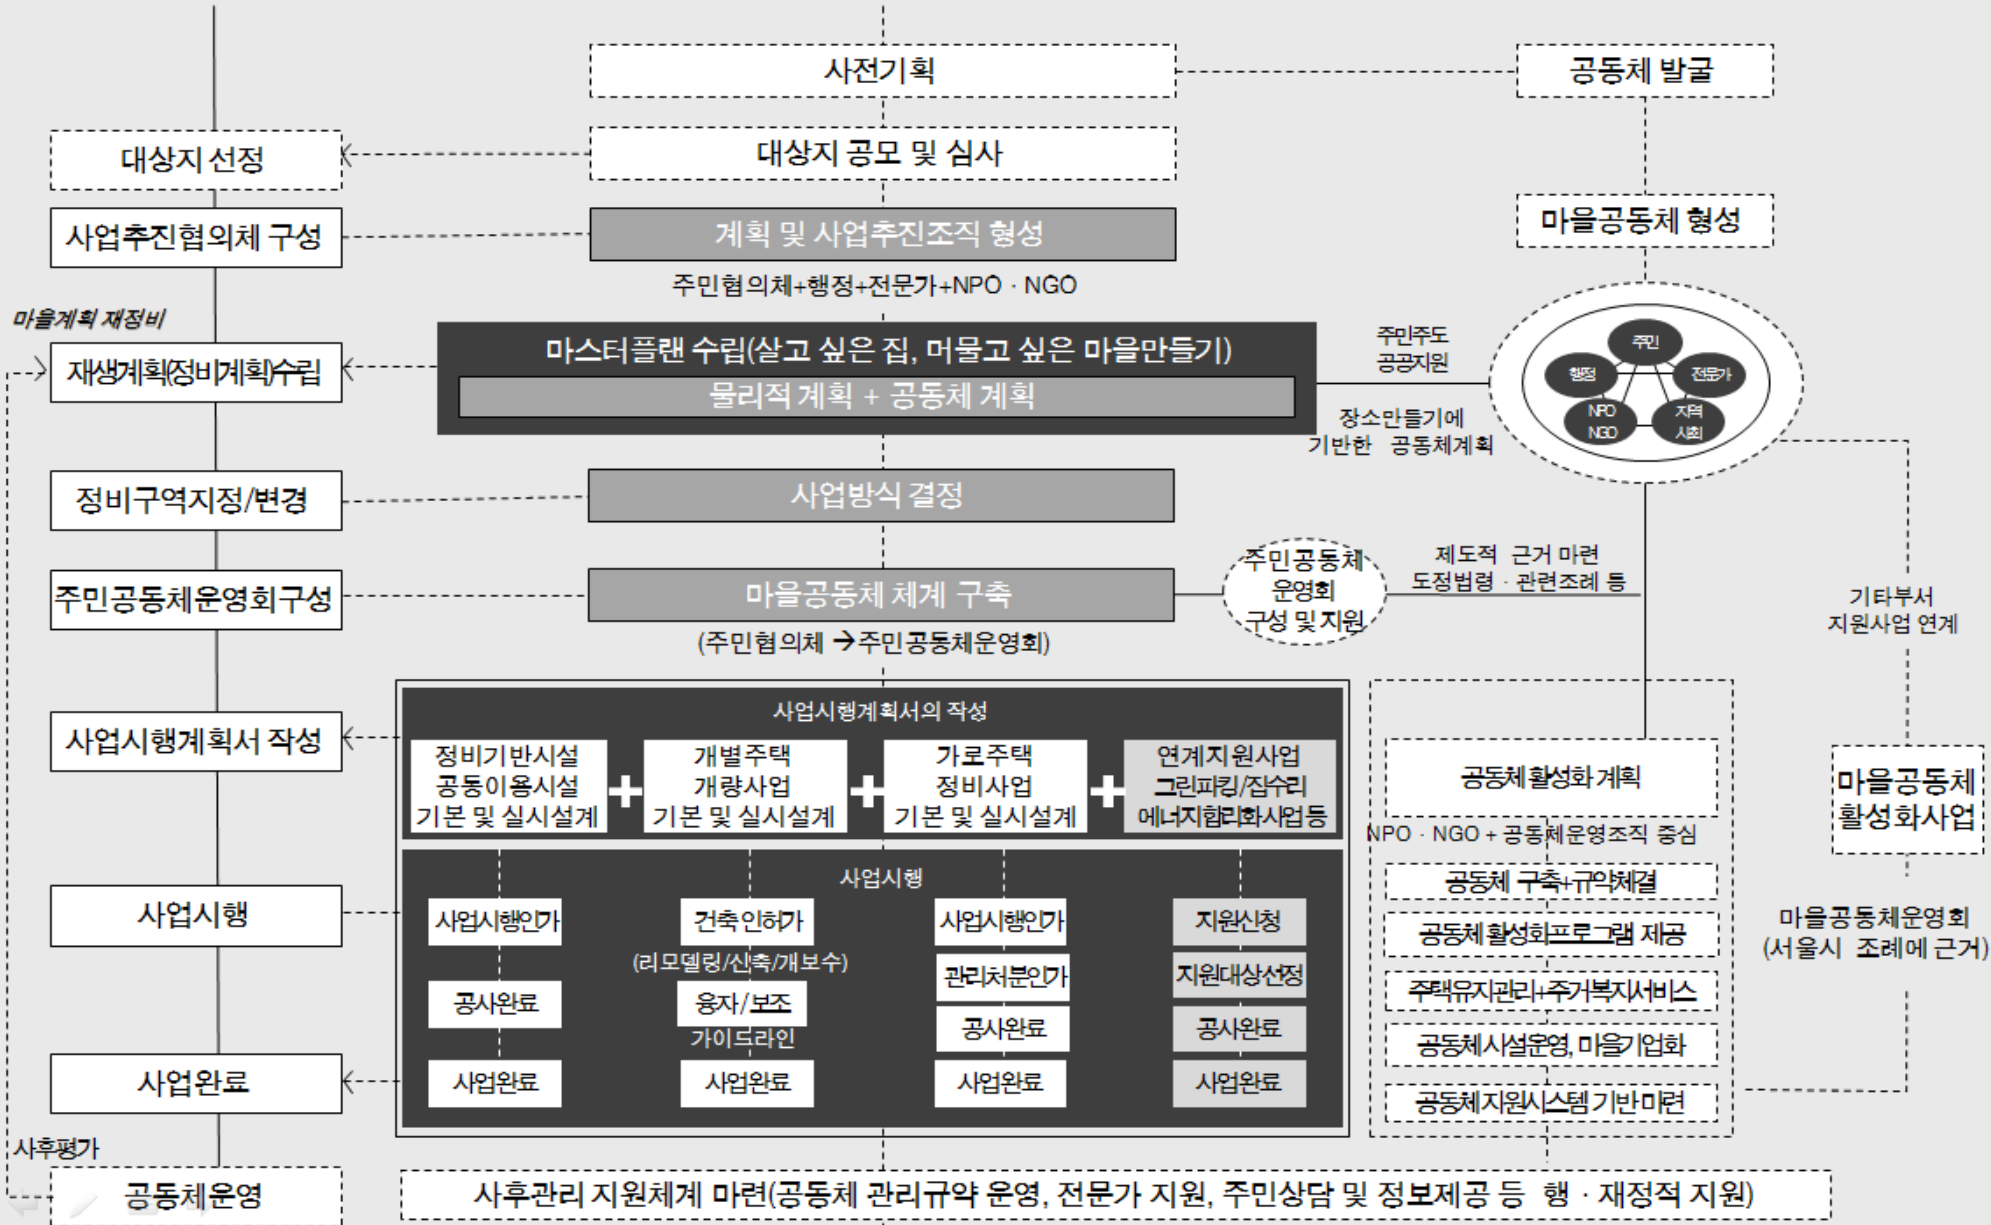 사전기획
공동체 발굴
대상지 선정
대상지 공모 및 심사
사업추진협의체 구성
계획 및 사업추진조직 형성
마을공동체 형성
주민협의체+행정+전문가+NPO · NGO
마을계획 재정비
재생계획(정비계획)수립
마스터플랜 수립(살고 싶은 집, 머물고 싶은 마을만들기)
물리적 계획 + 공동체 계획
주민주도
공공지원
장소만들기에
기반한 공동체계획
주민
행정
전문가
NPO
NGO
지역
사회
정비구역지정/변경
사업방식 결정
주민공동체운영회구성
마을공동체 체계 구축
(주민협의체 →주민공동체운영회)
주민공동체
운영회
구성 및 지원
제도적 근거 마련
도정법령 · 관련조례 등
기타부서
지원사업 연계
사업시행계획서 작성
사업시행계획서의 작성
정비기반시설
공동이용시설
기본 및 실시설계
+
개별주택
개량사업
기본 및 실시설계
+
가로주택
정비사업
기본 및 실시설계
+
연계지원사업
그린파킹/집수리
에너지합리화사업 등
공동체 활성화 계획
NPO · NGO + 공동체운영조직 중심
마을공동체
활성화사업
사업시행
사업시행
사업시행인가
공사완료
사업완료
건축 인허가
(리모델링/신축/개보수)
융자 / 보조
가이드라인
사업완료
사업시행인가
관리처분인가
공사완료
사업완료
지원신청
지원대상선정
공사완료
사업완료
공동체 구축+규약체결
공동체 활성화프로그램 제공
주택유지관리+주거복지서비스
공동체시설운영, 마을기업화
공동체지원시스템 기반 마련
마을공동체운영회
(서울시 조례에 근거)
사업완료
사후평가
공동체운영
사후관리 지원체계 마련(공동체 관리규약 운영, 전문가 지원, 주민상담 및 정보제공 등 행 · 재정적 지원)